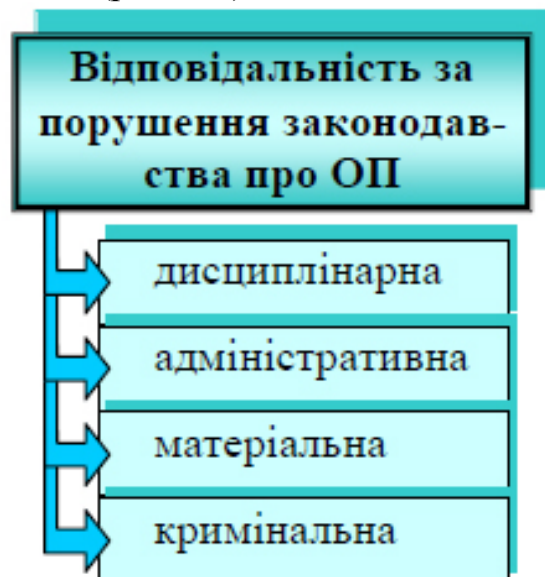 Відповідальність за
порушення законодав-
ства про ОП
дисциплінарна
адміністративна
матеріальна
кримінальна